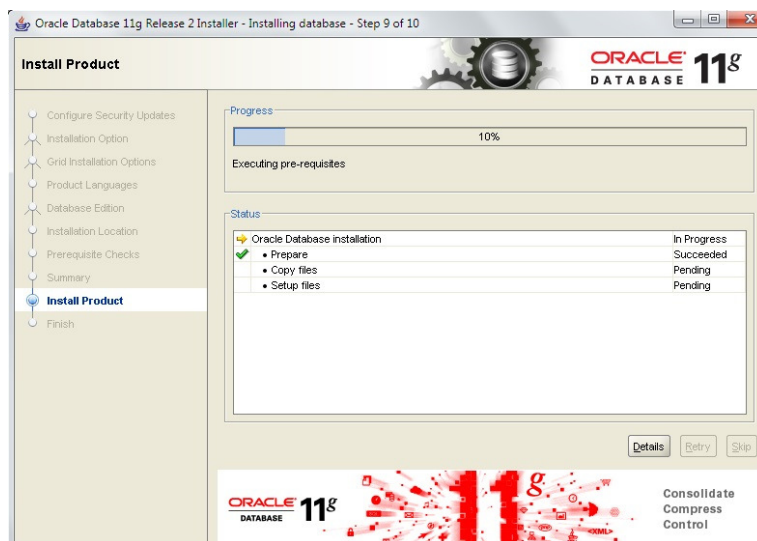 Oracle Database 11g Release 2 Installer - Installing database - Step 9 of 10
Install Product
ORACLE
DATABASE 11g
Configure Security Updates
Installation Option
Grid Installation Options
Product Languages
Database Edition
Installation Location
Prerequisite Checks
Summary
Install Product
Finish
Progress
10%
Executing pre-requisites
Status
Oracle Database installation In Progress
• Prepare Succeeded
• Copy files Pending
• Setup files Pending
Details Retry Skip
ORACLE
DATABASE 11g
11g
<XML>
Consolidate
Compress
Control